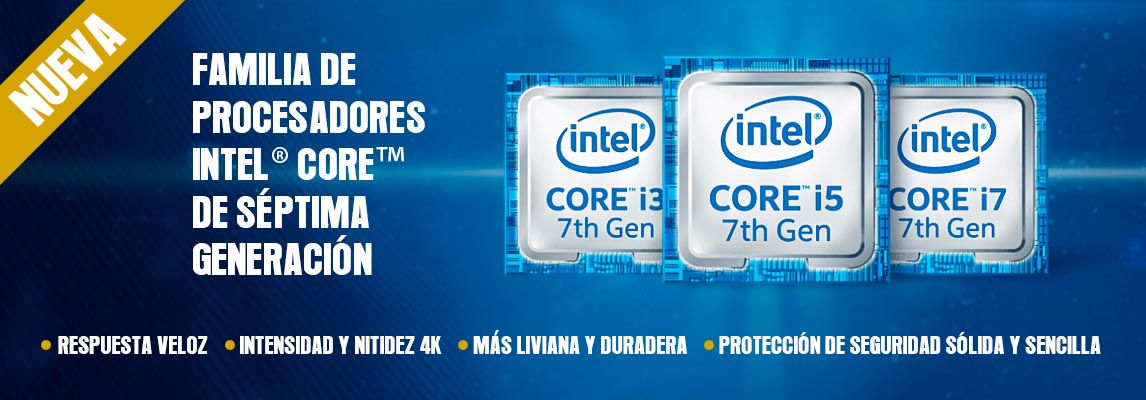 NUEVA
FAMILIA DE
PROCESADORES
INTEL® CORE™
DE SÉPTIMA
GENERACIÓN
intel®
CORE™ i3
7th Gen
intel®
CORE™ i5
7th Gen
intel®
CORE™ i7
7th Gen
• RESPUESTA VELOZ • INTENSIDAD Y NITIDEZ 4K • MÁS LIVIANA Y DURADERA • PROTECCIÓN DE SEGURIDAD SÓLIDA Y SENCILLA